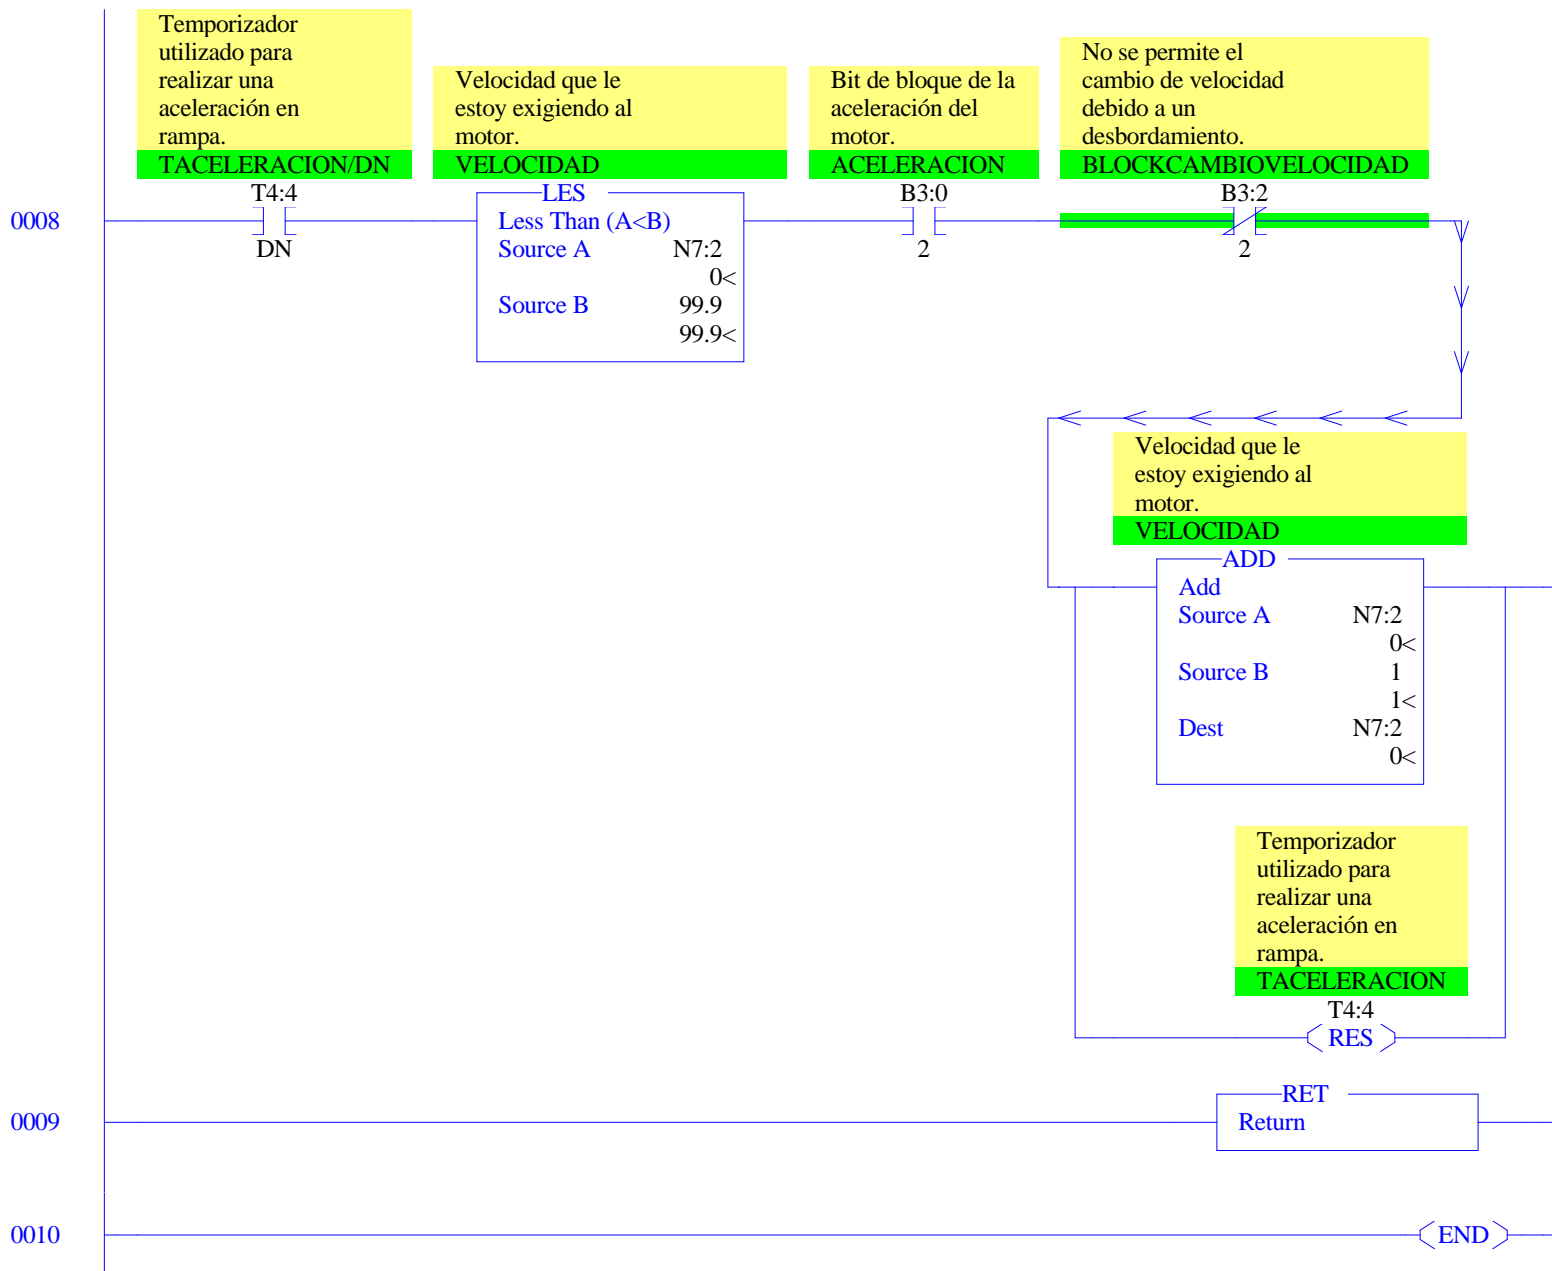 Temporizador
utilizado para
realizar una
aceleración en
rampa.
TACELERACION/DN
T4:4
DN
Velocidad que le
estoy exigiendo al
motor.
VELOCIDAD
LES
Less Than (A<B)
Source A N7:2
0<
Source B 99.9
99.9<
Bit de bloque de la
aceleración del
motor.
ACELERACION
B3:0
2
No se permite el
cambio de velocidad
debido a un
desbordamiento.
BLOCKCAMBIOVELOCIDAD
B3:2
2
0008
Velocidad que le
estoy exigiendo al
motor.
VELOCIDAD
ADD
Add
Source A N7:2
0<
Source B 1
1<
Dest N7:2
0<
Temporizador
utilizado para
realizar una
aceleración en
rampa.
TACELERACION
T4:4
RES
0009
RET
Return
0010
END